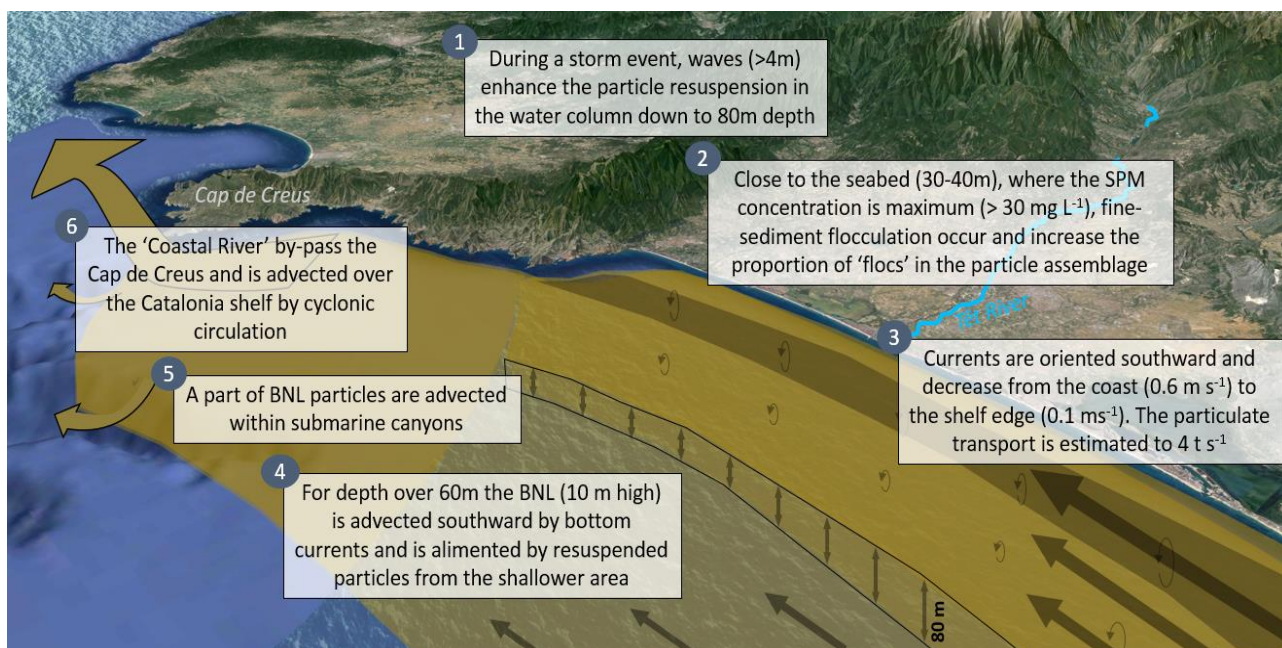 1
During a storm event, waves (>4m)
enhance the particle resuspension in
the water column down to 80m depth
2
Close to the seabed (30-40m), where the SPM
concentration is maximum (> 30 mg L⁻¹), fine-
sediment flocculation occur and increase the
proportion of ‘flocs’ in the particle assemblage
Cap de Creus
6
The ‘Coastal River’ by-pass the
Cap de Creus and is advected over
the Catalonia shelf by cyclonic
circulation
Têt River
3
Currents are oriented southward and
decrease from the coast (0.6 m s⁻¹) to
the shelf edge (0.1 ms⁻¹). The particulate
transport is estimated to 4 t s⁻¹
5
A part of BNL particles are advected
within submarine canyons
4
For depth over 60m the BNL (10 m high)
is advected southward by bottom
currents and is alimented by resuspended
particles from the shallower area
80 m